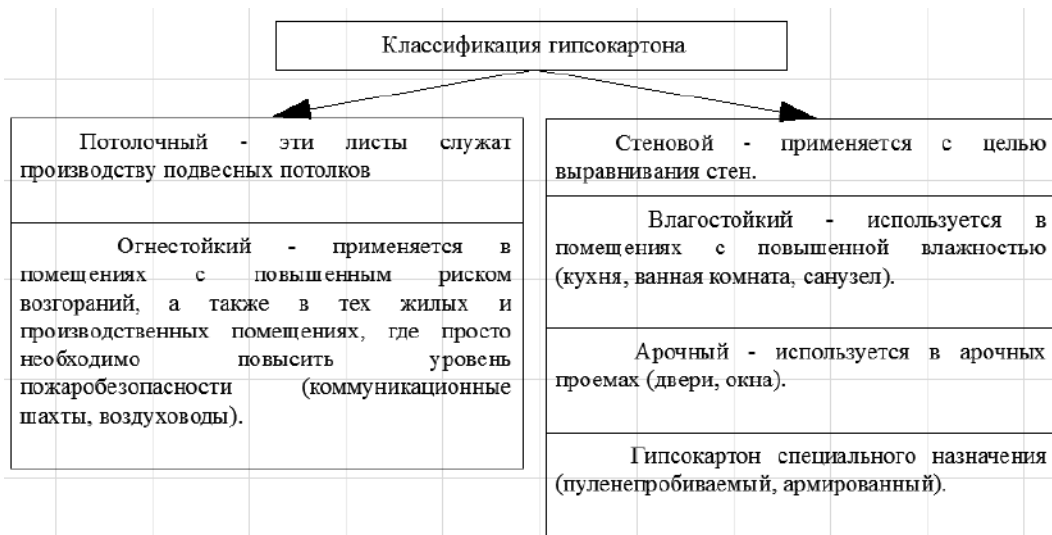 Классификация гипсокартона
Потолочный - эти листы служат
производству подвесных потолков
Огнестойкий - применяется в
помещениях с повышенным риском
возгораний, а также в тех жилых и
производственных помещениях, где просто
необходимо повысить уровень
пожаробезопасности (коммуникационные
шахты, воздуховоды).
Стеновой - применяется с целью
выравнивания стен.
Влагостойкий - используется в
помещениях с повышенной влажностью
(кухня, ванная комната, санузел).
Арочный - используется в арочных
проемах (двери, окна).
Гипсокартон специального назначения
(пуленепробиваемый, армированный).